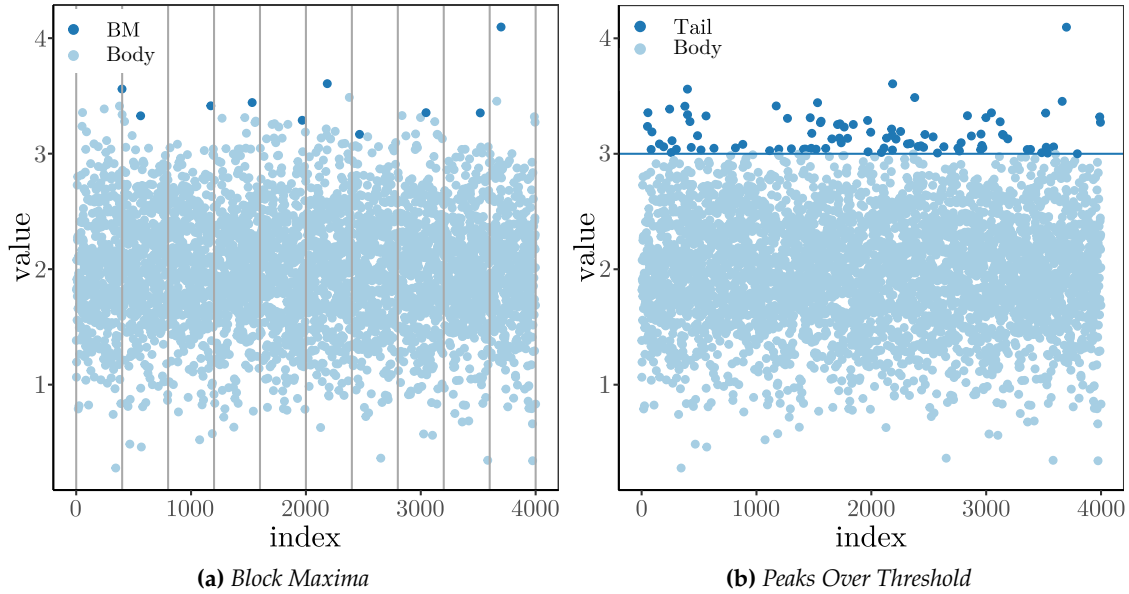 BM
Body
value
4
3
2
1
0
1000
2000
3000
4000
index
(a) Block Maxima
Tail
Body
value
4
3
2
1
0
1000
2000
3000
4000
index
(b) Peaks Over Threshold